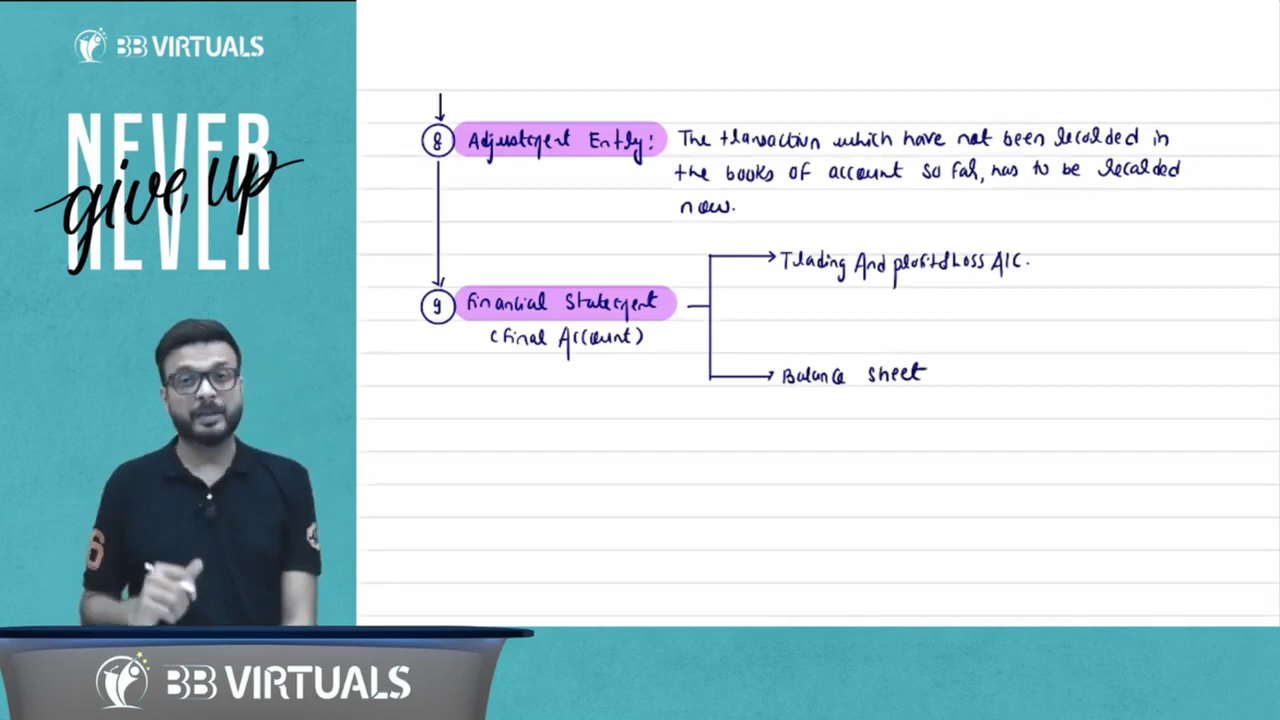 BB VIRTUALS
NEVER
give up
NEVER
8 Adjustment Entry: The transaction which have not been recorded in
the books of account so far, has to be recorded
now.
Trading And profit & Loss A/C.
9 Financial Statement
(Final Account)
Balance sheet
6
BB VIRTUALS